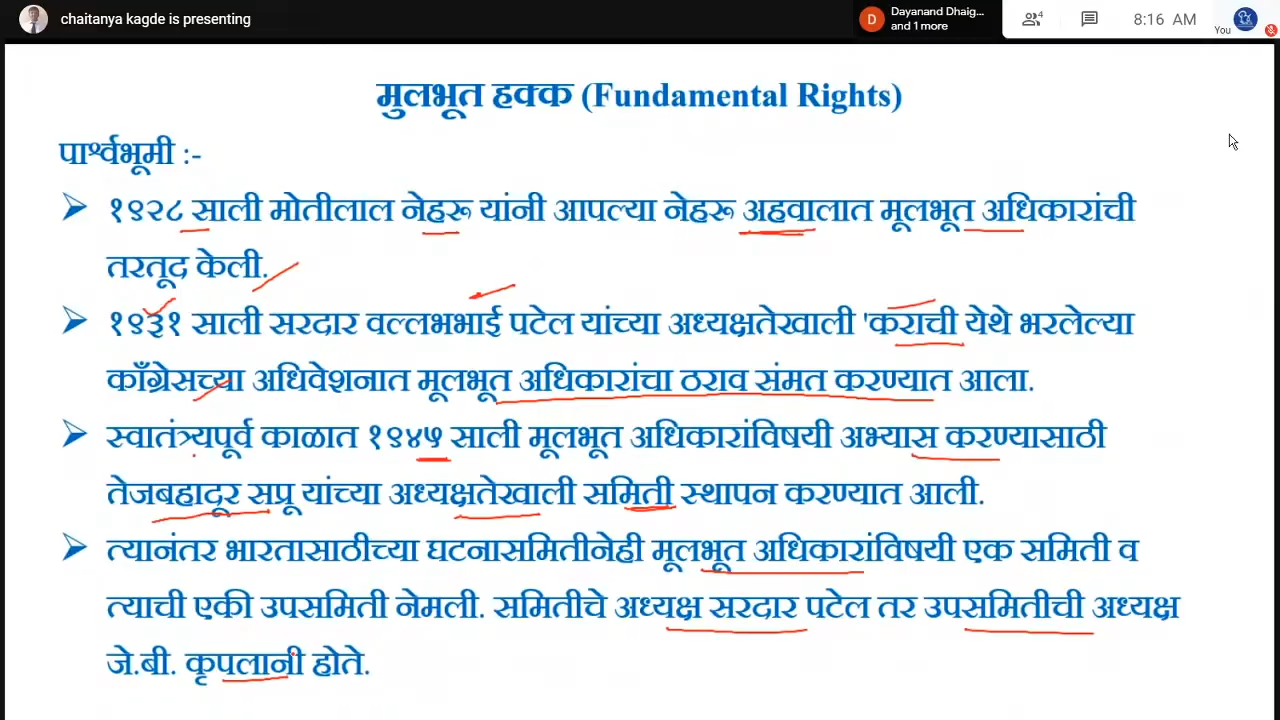 chaitanya kagde is presenting
D Dayanand Dhaig...
and 1 more
4
8:16 AM
You
मुलभूत हक्क (Fundamental Rights)
पार्श्वभूमी :-
➢ १९२८ साली मोतीलाल नेहरू यांनी आपल्या नेहरू अहवालात मूलभूत अधिकारांची
तरतूद केली.
➢ १९३१ साली सरदार वल्लभभाई पटेल यांच्या अध्यक्षतेखाली 'कराची येथे भरलेल्या
काँग्रेसच्या अधिवेशनात मूलभूत अधिकारांचा ठराव संमत करण्यात आला.
➢ स्वातंत्र्यपूर्व काळात १९४५ साली मूलभूत अधिकारांविषयी अभ्यास करण्यासाठी
तेजबहादूर सप्रू यांच्या अध्यक्षतेखाली समिती स्थापन करण्यात आली.
➢ त्यानंतर भारतासाठीच्या घटनासमितीनेही मूलभूत अधिकारांविषयी एक समिती व
त्याची एकी उपसमिती नेमली. समितीचे अध्यक्ष सरदार पटेल तर उपसमितीची अध्यक्ष
जे.बी. कृपलानी होते.